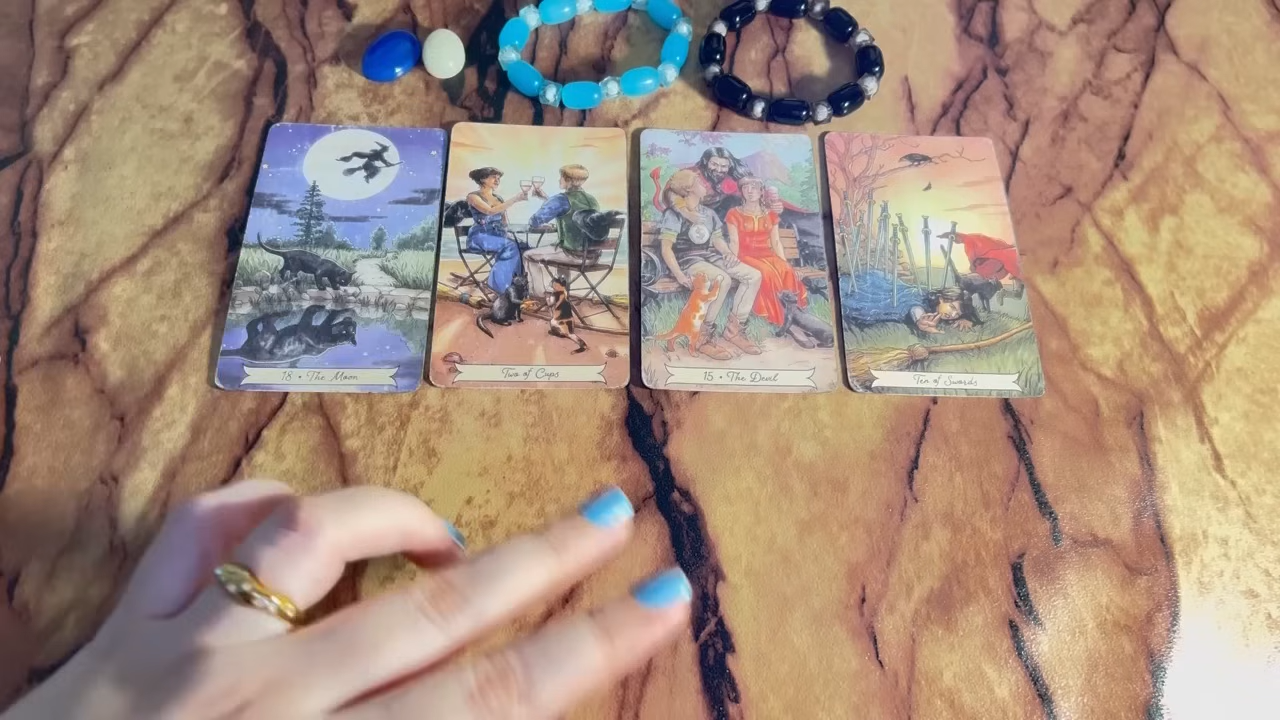 18 • The Moon
Two of Cups
15 • The Devil
Ten of Swords